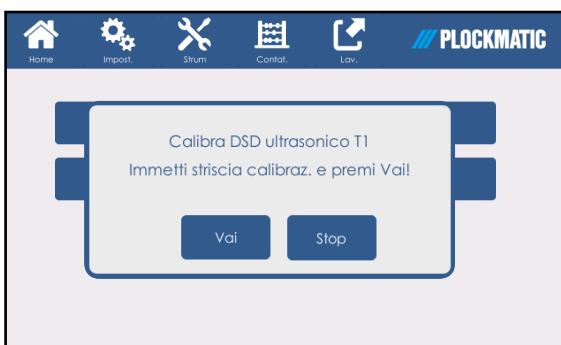 Home
Impost.
Strum
Contat.
Lav.
PLOCKMATIC
Calibra DSD ultrasonico T1
Immetti striscia calibraz. e premi Vai!
Vai
Stop